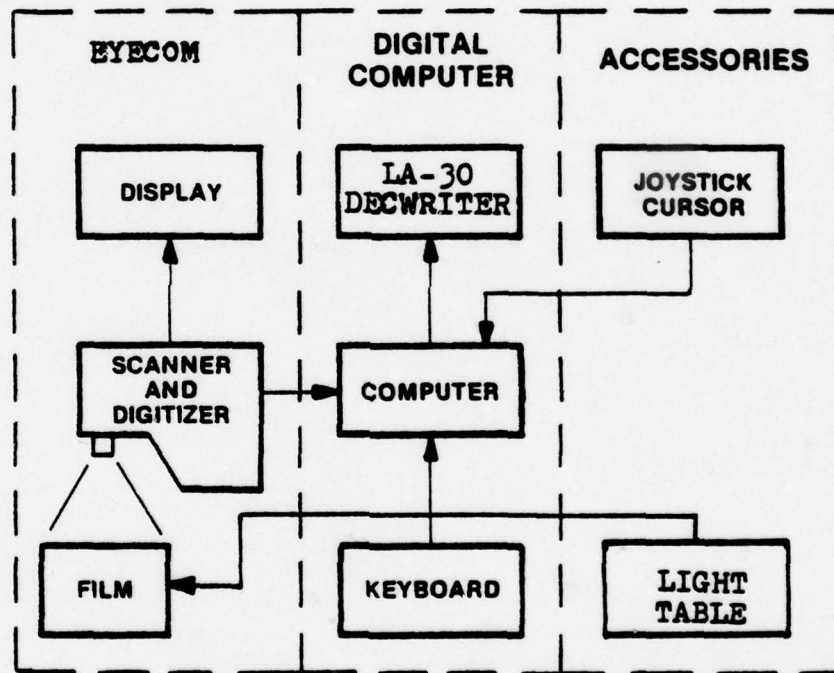 EYECOM
DIGITAL
COMPUTER
ACCESSORIES
DISPLAY
LA-30
DECWRITER
JOYSTICK
CURSOR
SCANNER
AND
DIGITIZER
COMPUTER
FILM
KEYBOARD
LIGHT
TABLE